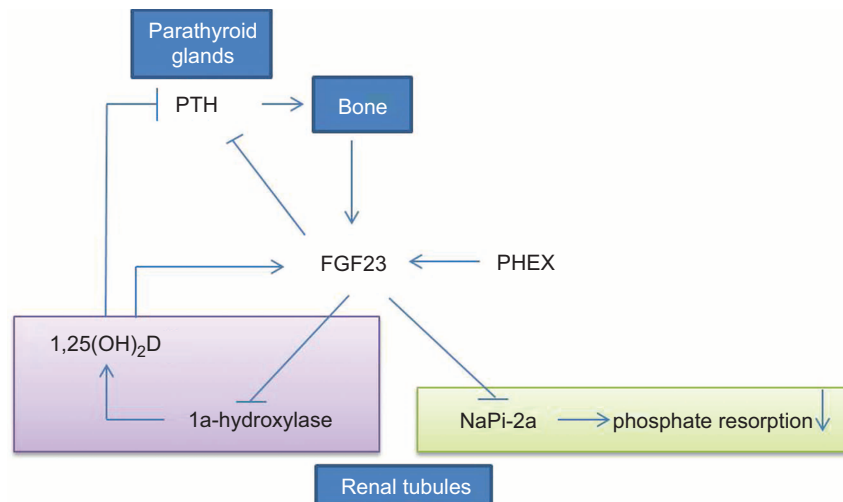 Parathyroid
glands
PTH
Bone
FGF23
PHEX
1,25(OH)₂D
1a-hydroxylase
NaPi-2a
phosphate resorption
Renal tubules